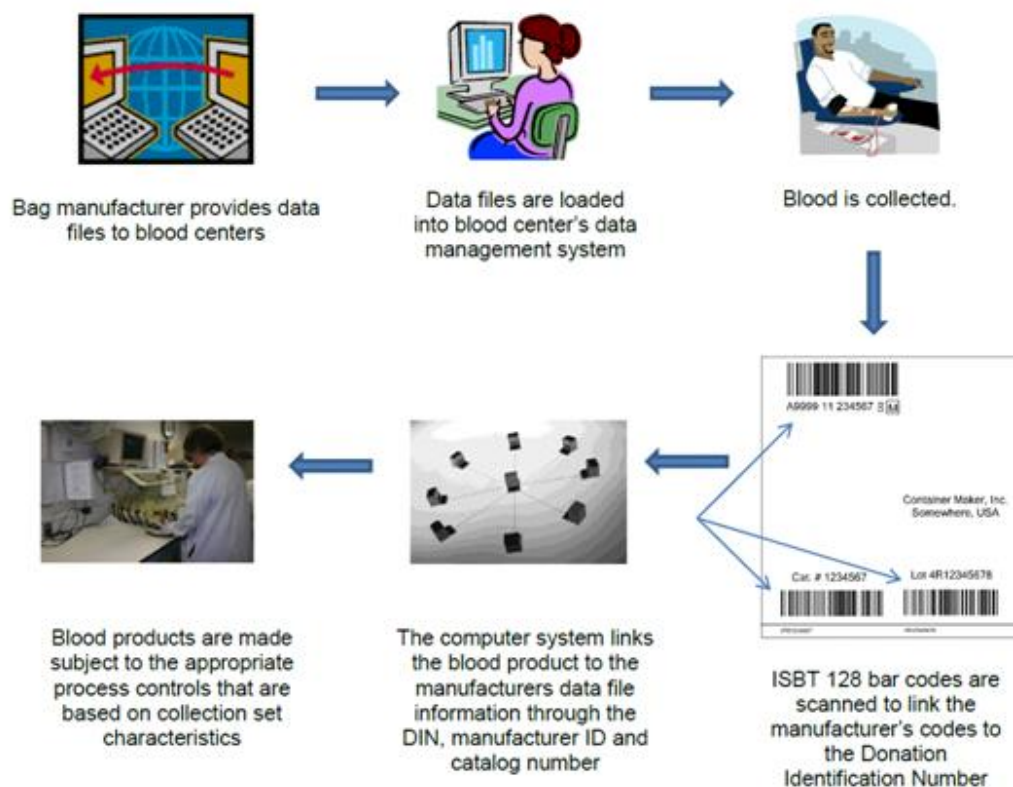 Bag manufacturer provides data
files to blood centers
Data files are loaded
into blood center's data
management system
Blood is collected.
A9999 11 234567 M
Container Maker, Inc.
Somewhere, USA
Cat. # 1234567
Lot 4R12345678
ISBT 128 bar codes are
scanned to link the
manufacturer's codes to
the Donation
Identification Number
The computer system links
the blood product to the
manufacturers data file
information through the
DIN, manufacturer ID and
catalog number
Blood products are made
subject to the appropriate
process controls that are
based on collection set
characteristics